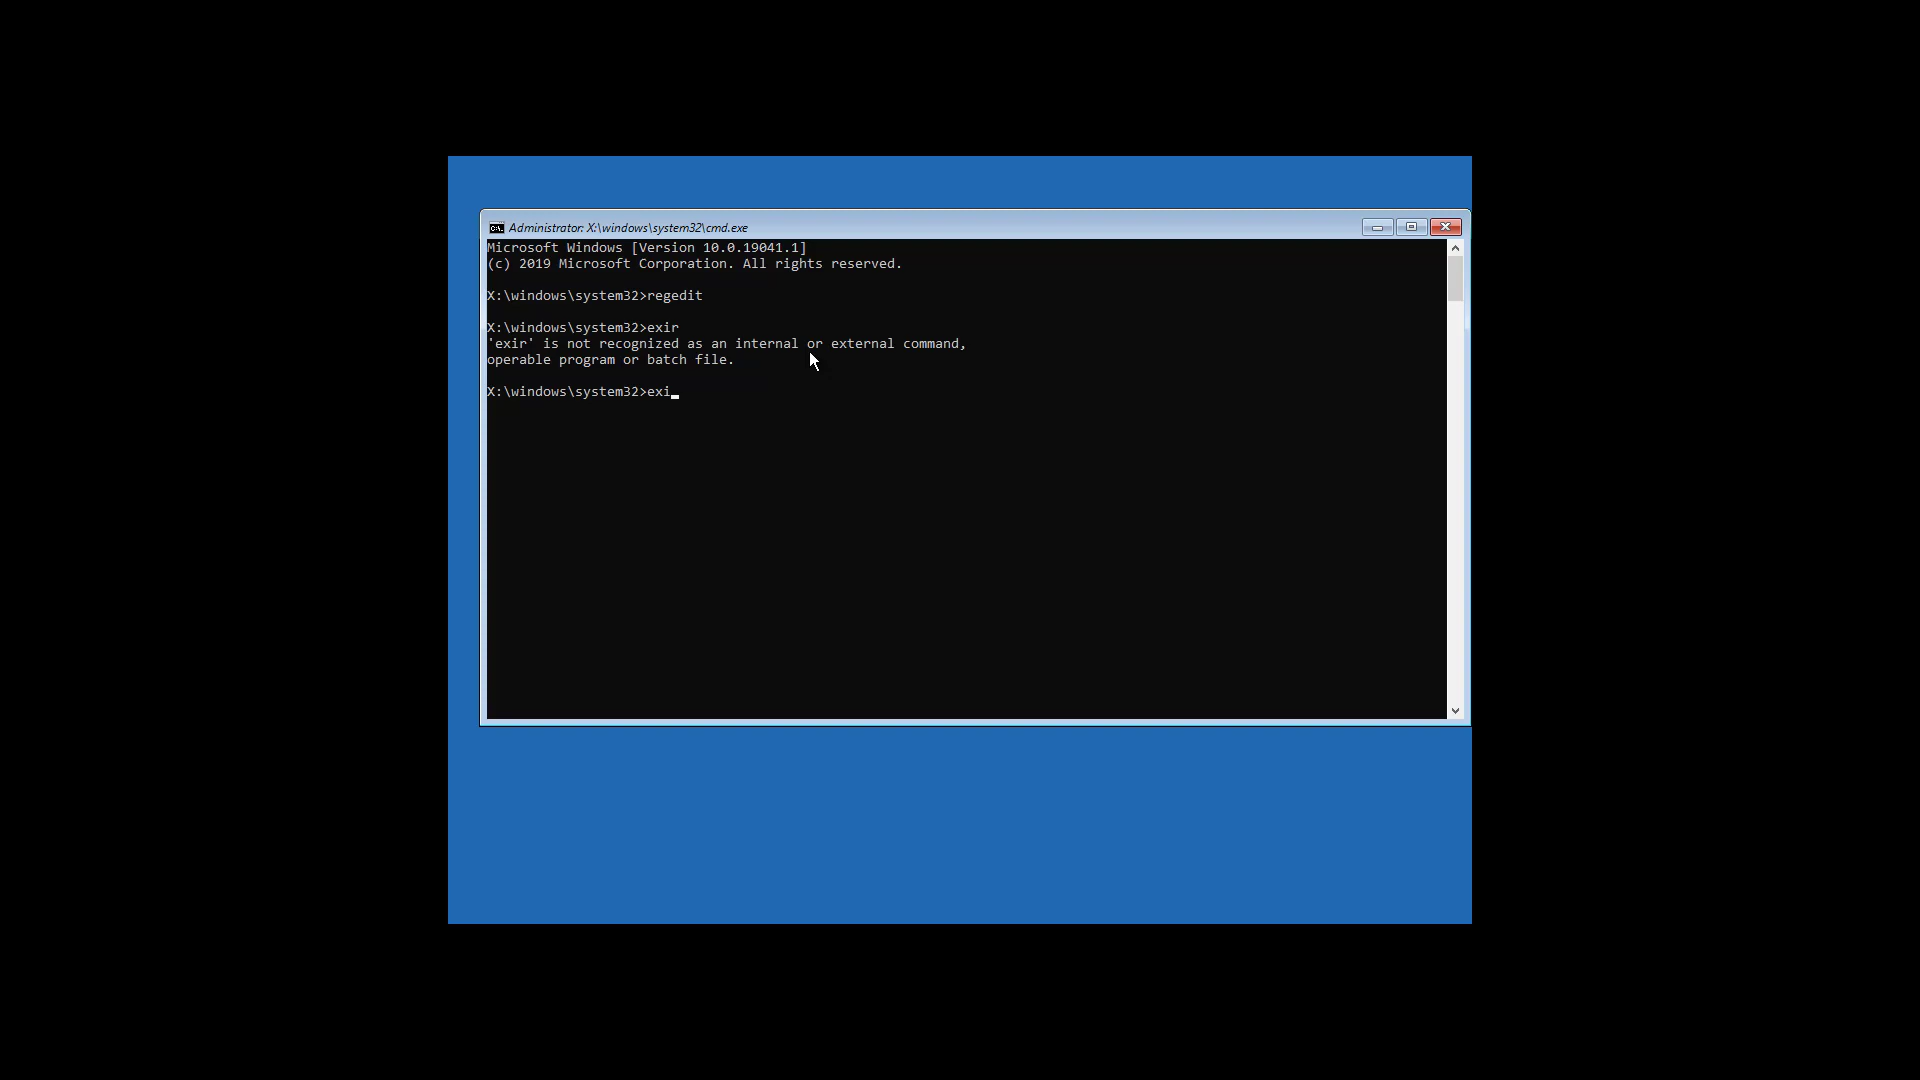 Administrator: X:\windows\system32\cmd.exe
Microsoft Windows [Version 10.0.19041.1]
(c) 2019 Microsoft Corporation. All rights reserved.
X:\windows\system32>regedit
X:\windows\system32>exir
'exir' is not recognized as an internal or external command,
operable program or batch file.
X:\windows\system32>exi